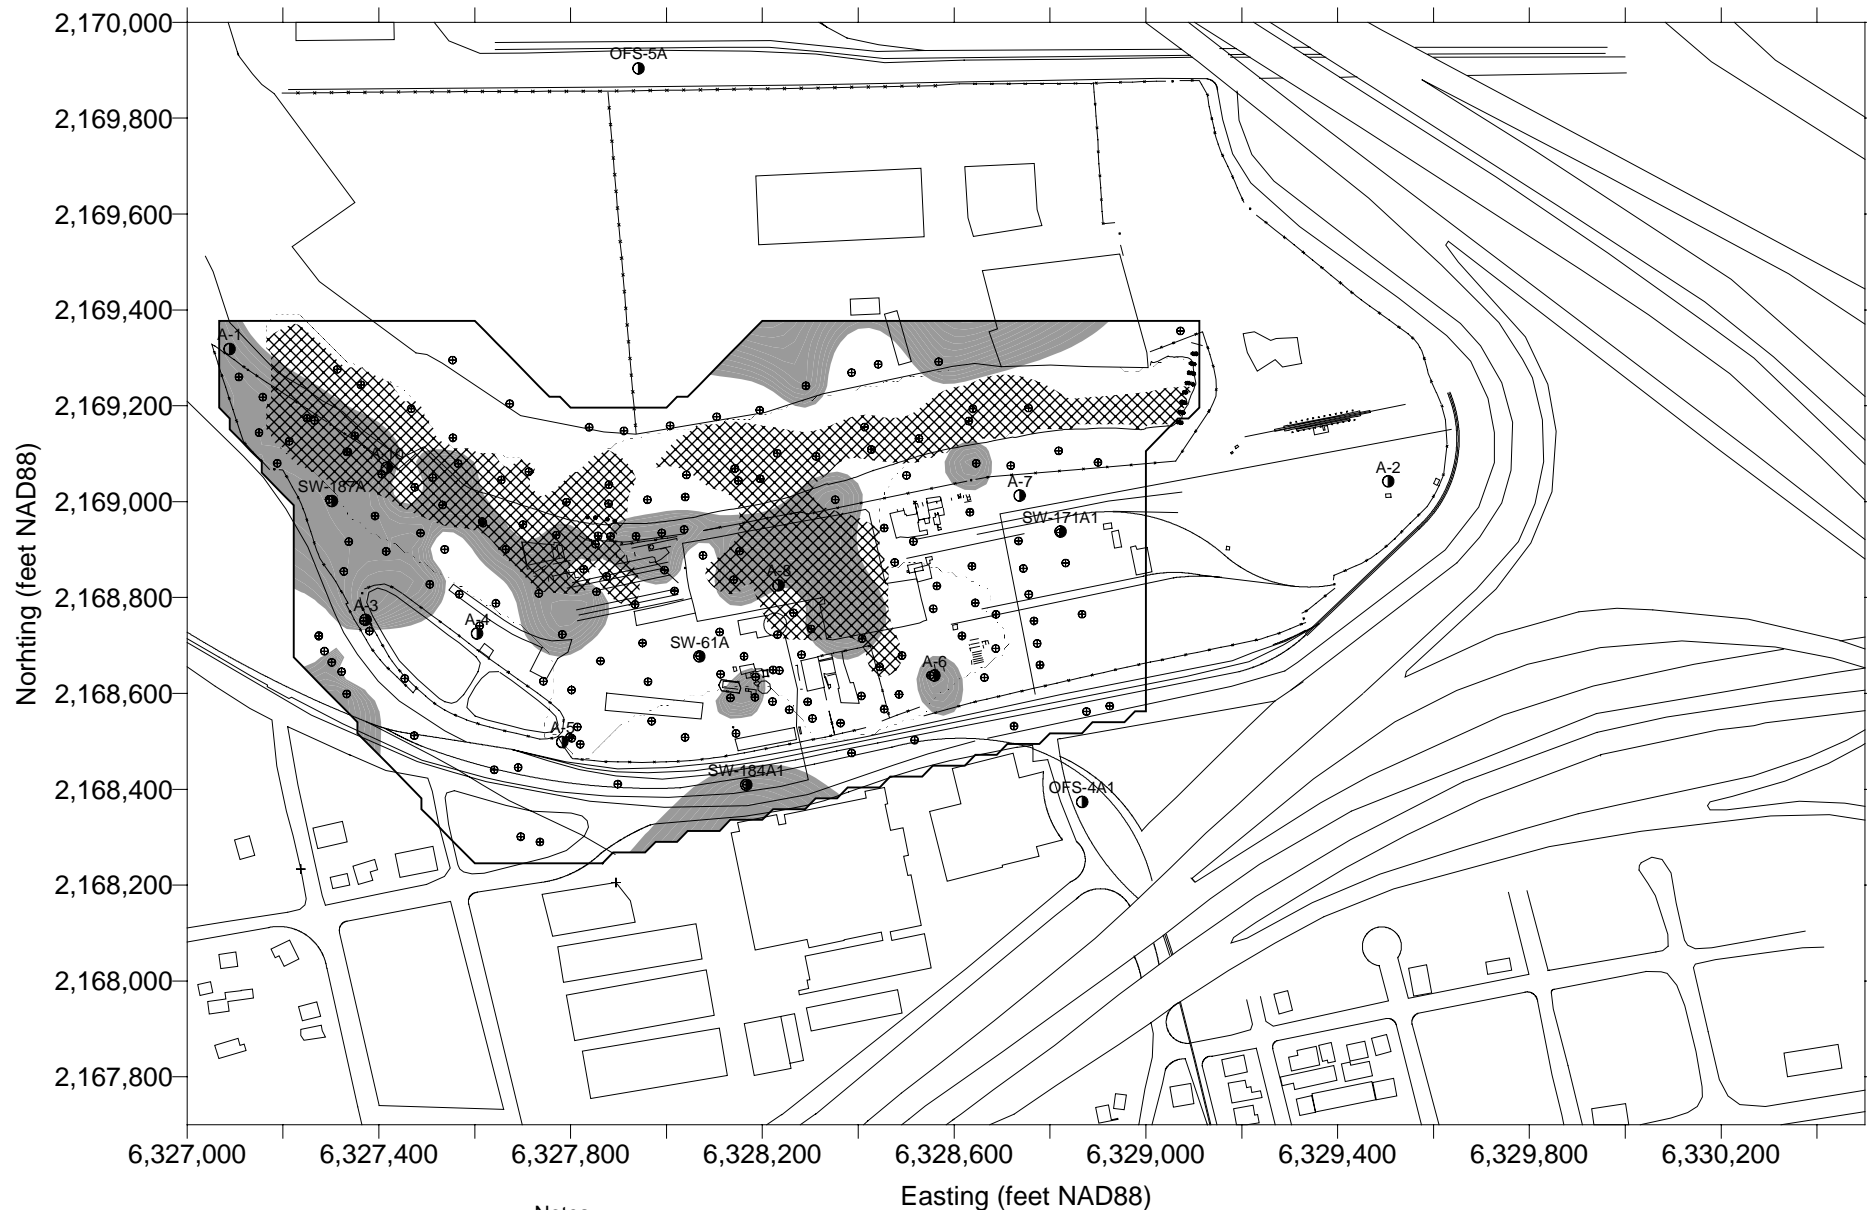 2,170,000
OFS-5A
2,169,800
2,169,600
2,169,400
A-1
2,169,200
A-10
A-2
SW-187A
A-7
2,169,000
SW-171A1
A-8
2,168,800
A-3
A-4
SW-61A
A-6
2,168,600
A-5
SW-184A1
OFS-4A1
2,168,400
2,168,200
2,168,000
2,167,800
Norhting (feet NAD88)
6,327,000 6,327,400 6,327,800 6,328,200 6,328,600 6,329,000 6,329,400 6,329,800 6,330,200
Easting (feet NAD88)